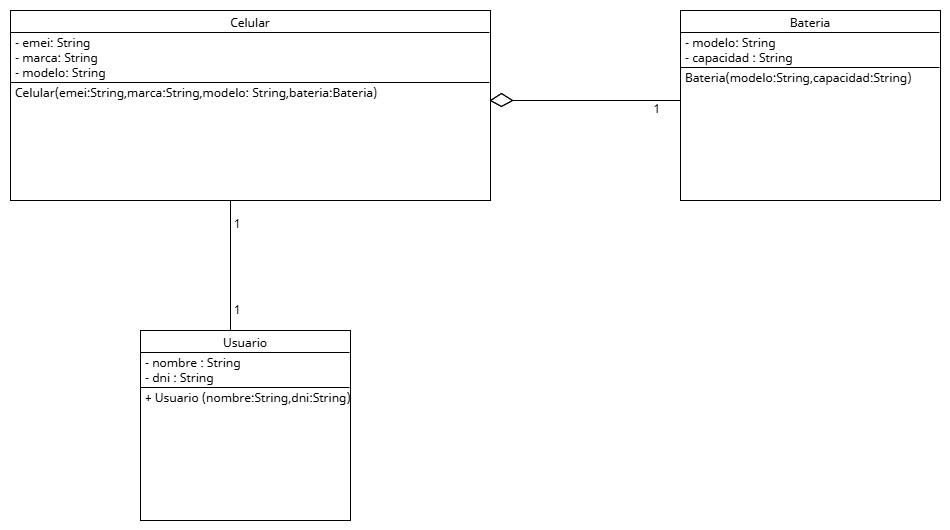 Celular
- emei: String
- marca: String
- modelo: String
Celular(emei:String,marca:String,modelo: String,bateria:Bateria)
Bateria
- modelo: String
- capacidad : String
Bateria(modelo:String,capacidad:String)
1
1
1
Usuario
- nombre : String
- dni : String
+ Usuario (nombre:String,dni:String)